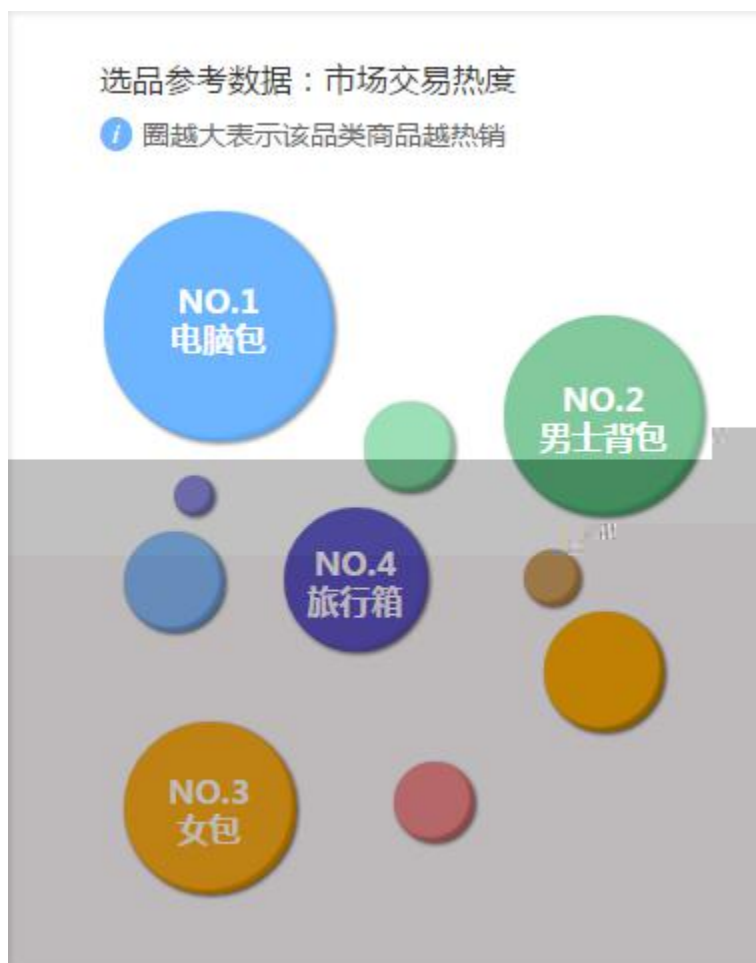 选品参考数据：市场交易热度
i 圈越大表示该品类商品越热销
NO.1
电脑包
NO.2
男士背包
NO.4
旅行箱
NO.3
女包